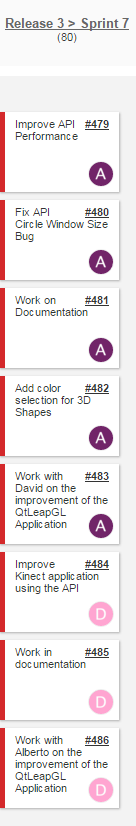 Release 3 > Sprint 7
(80)
Improve API #479
Performance
A
Fix API #480
Circle Window Size
Bug
A
Work on #481
Documentation
A
Add color #482
selection for 3D
Shapes
A
Work with #483
David on the
improvement of the
QtLeapGL
Application
A
Improve #484
Kinect application
using the API
D
Work in #485
documentation
D
Work with #486
Alberto on the
improvement of the
QtLeapGL
Application
D